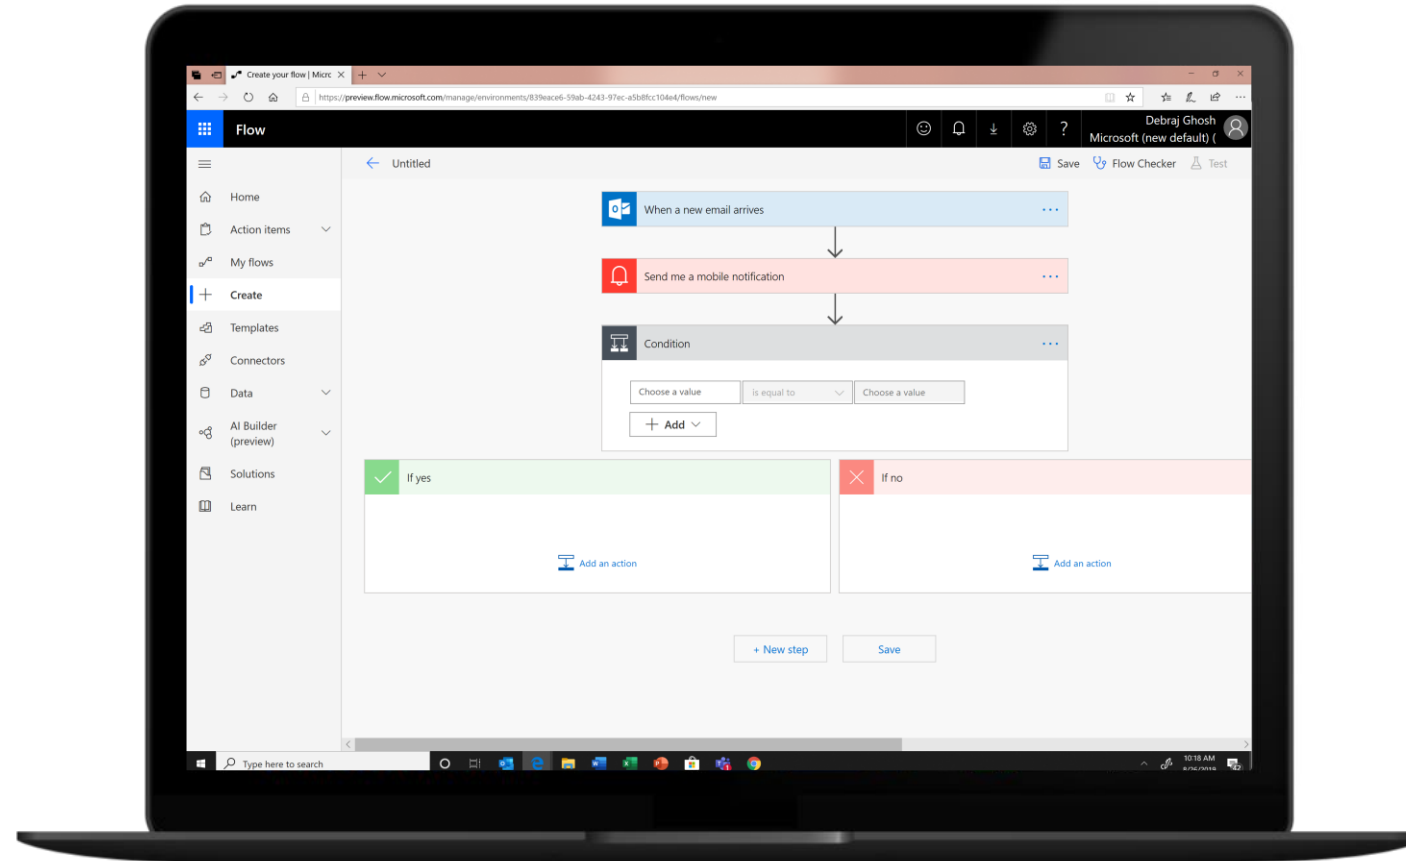 Create your flow | Micrc
https://preview.flow.microsoft.com/manage/environments/839eace6-59ab-4243-97ec-a5b8fcc104e4/flows/new
Flow
?
Debraj Ghosh
Microsoft (new default) (
Untitled
Save
Flow Checker
Test
Home
Action items
My flows
Create
Templates
Connectors
Data
AI Builder
(preview)
Solutions
Learn
When a new email arrives
Send me a mobile notification
Condition
Choose a value
is equal to
Choose a value
+ Add
If yes
If no
Add an action
Add an action
+ New step
Save
Type here to search
10:18 AM